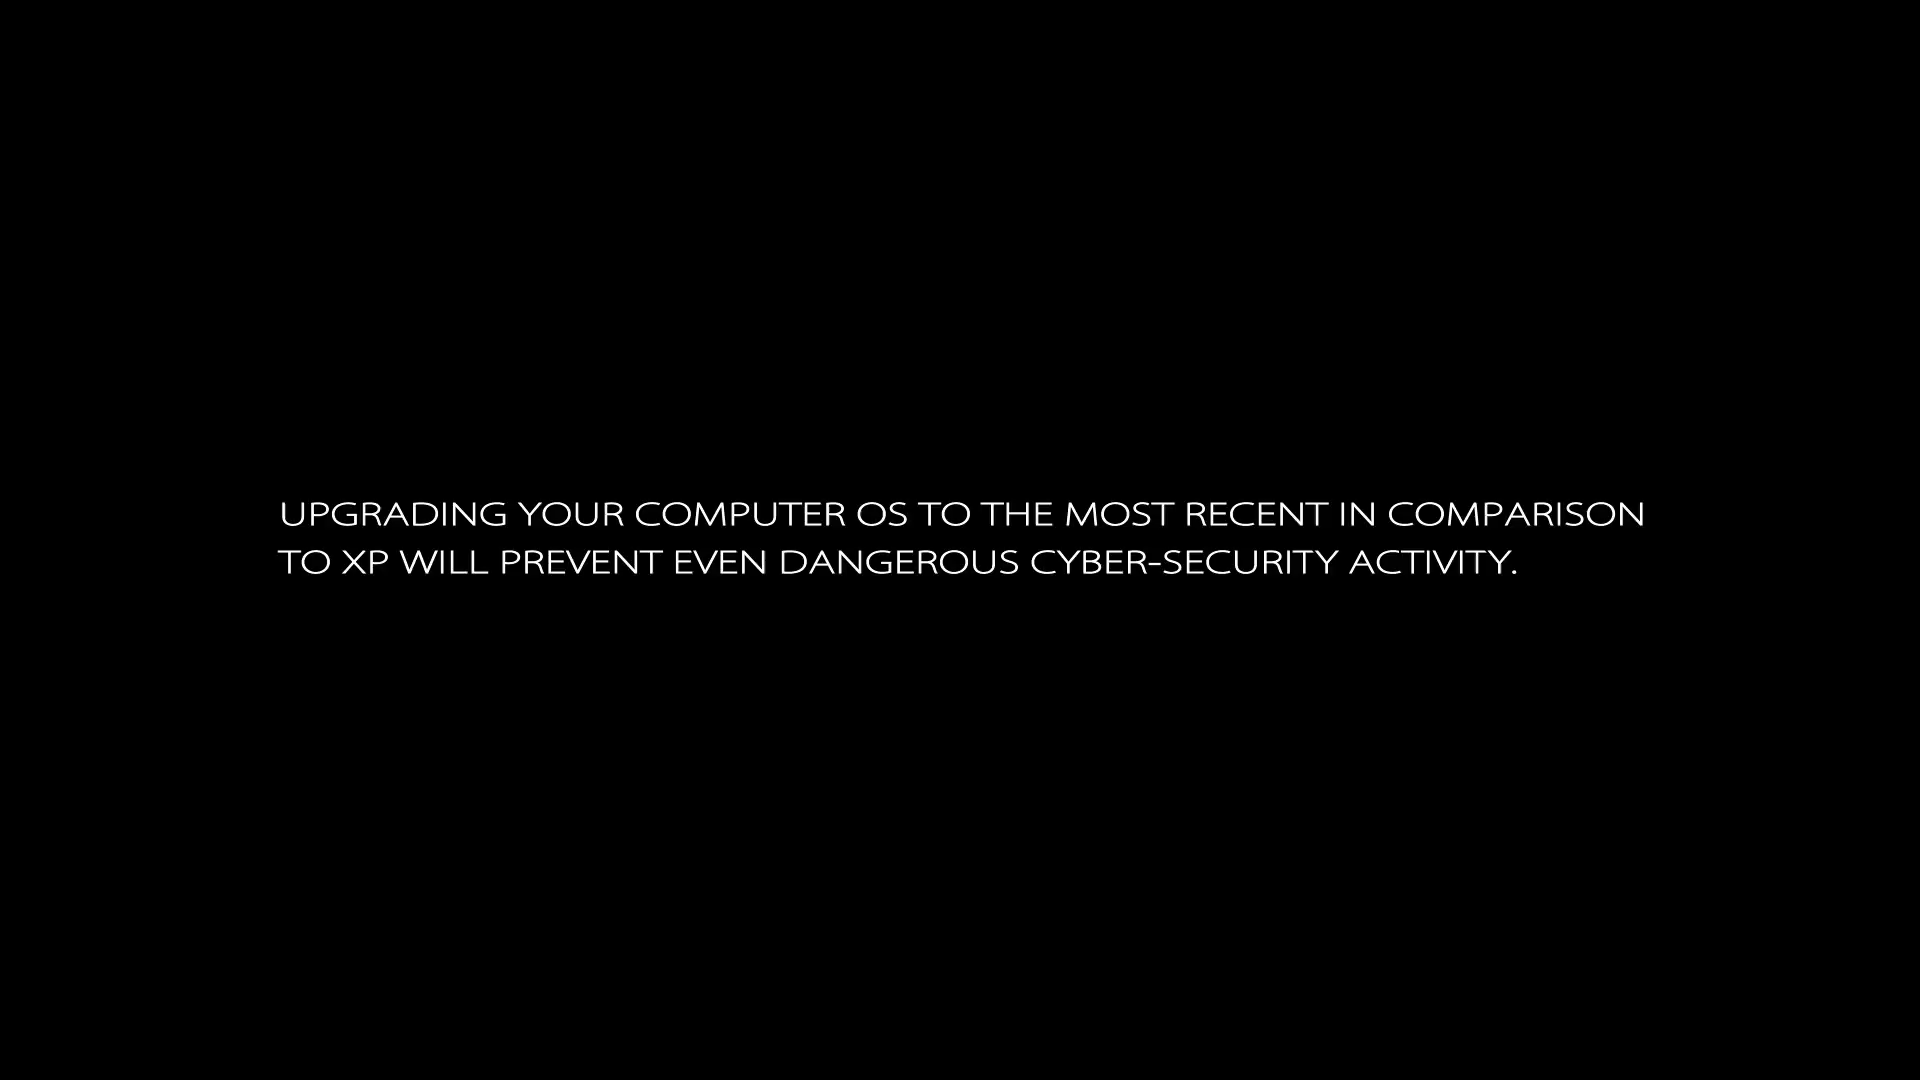 UPGRADING YOUR COMPUTER OS TO THE MOST RECENT IN COMPARISON
TO XP WILL PREVENT EVEN DANGEROUS CYBER-SECURITY ACTIVITY.